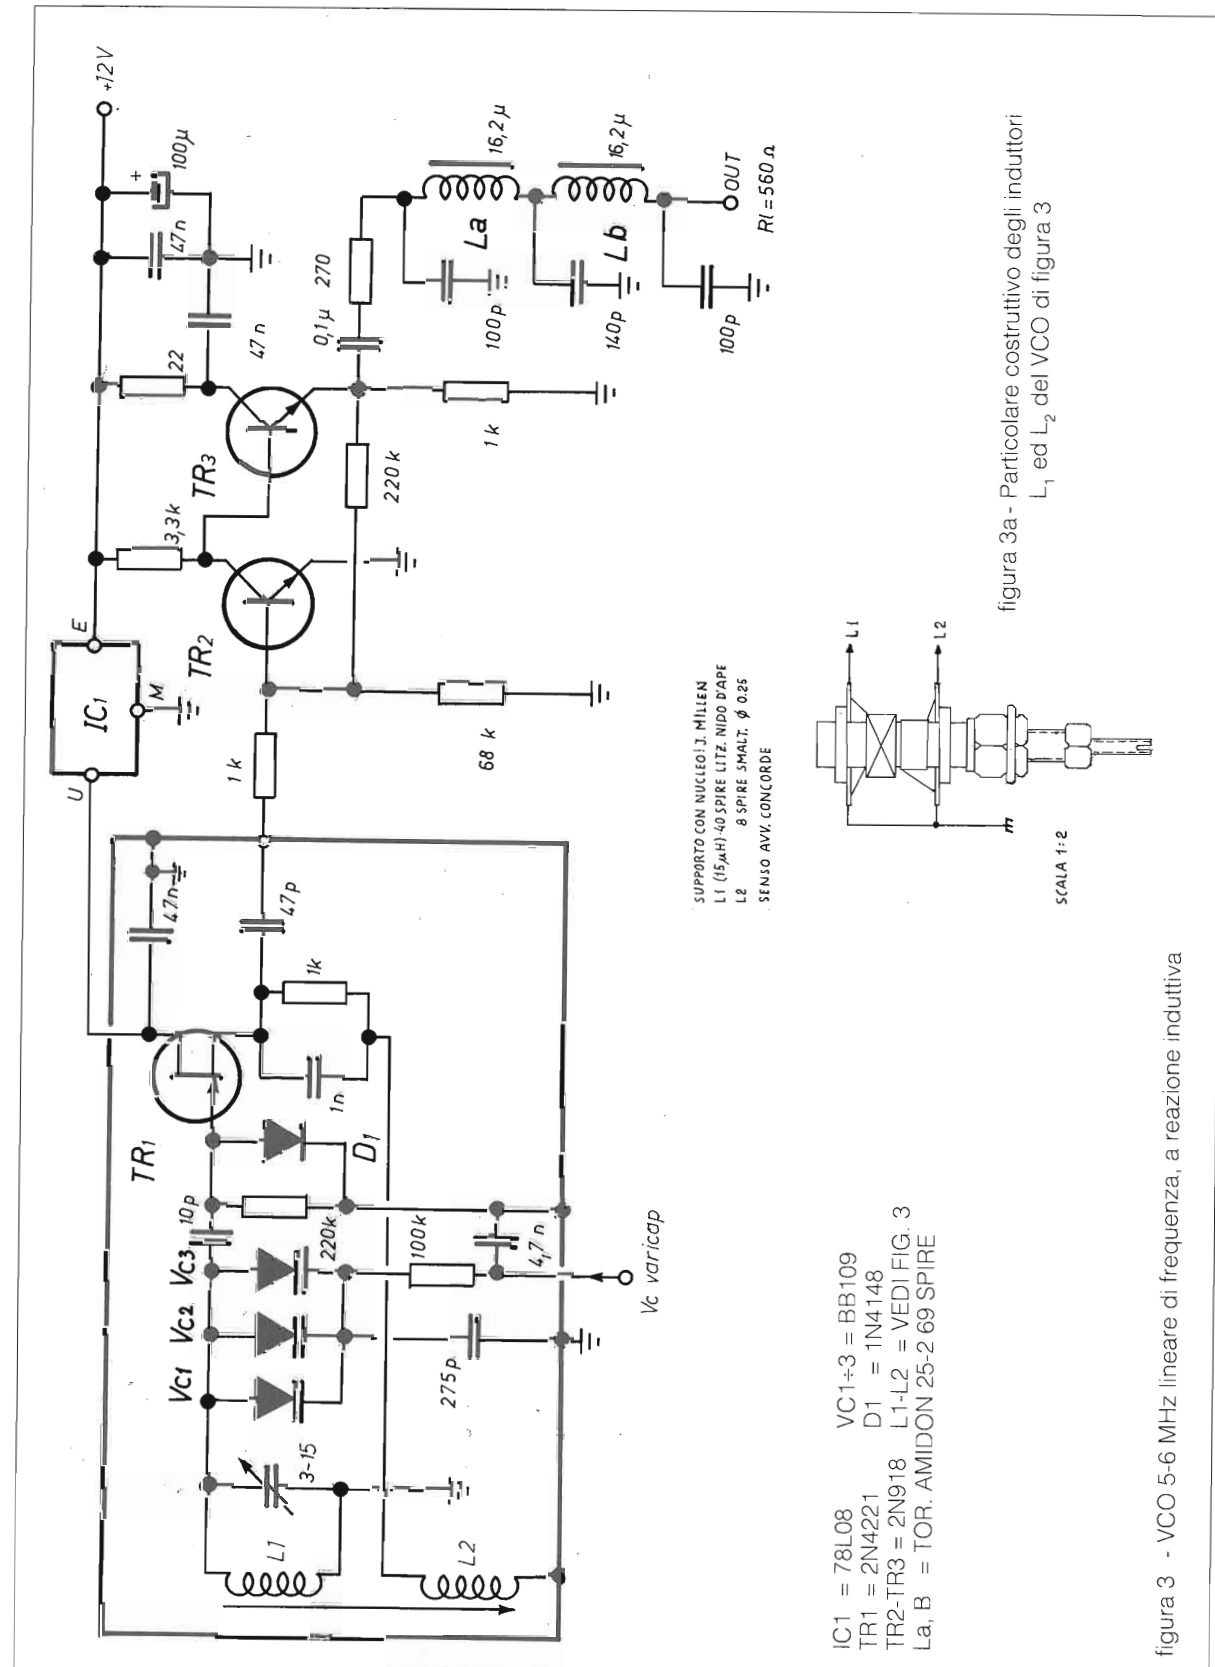 +12V
100µ
+
47n
22
47n
0,1µ
270
16,2µ
La
100p
16,2µ
Lb
140p
100p
OUT
Rl=560Ω
TR3
3,3k
220k
1k
E
IC1
M
U
TR2
1k
68 k
47n
47p
1k
1n
TR1
D1
10p
220k
Vc3
Vc2
Vc1
100k
4,7n
275p
3-15
L1
L2
Vc varicap
SUPPORTO CON NUCLEO: J. MILLEN
L1 (15µH) 40 SPIRE LITZ. NIDO D'APE
L2 8 SPIRE SMALT. ϕ 0.25
SENSO AVV. CONCORDE
L1
L2
m
SCALA 1:2
figura 3a - Particolare costruttivo degli induttori
L1 ed L2 del VCO di figura 3
IC1 = 78L08 VC1÷3 = BB109
TR1 = 2N4221 D1 = 1N4148
TR2-TR3 = 2N918 L1-L2 = VEDI FIG. 3
La, B = TOR. AMIDON 25-2 69 SPIRE
figura 3 - VCO 5-6 MHz lineare di frequenza, a reazione induttiva